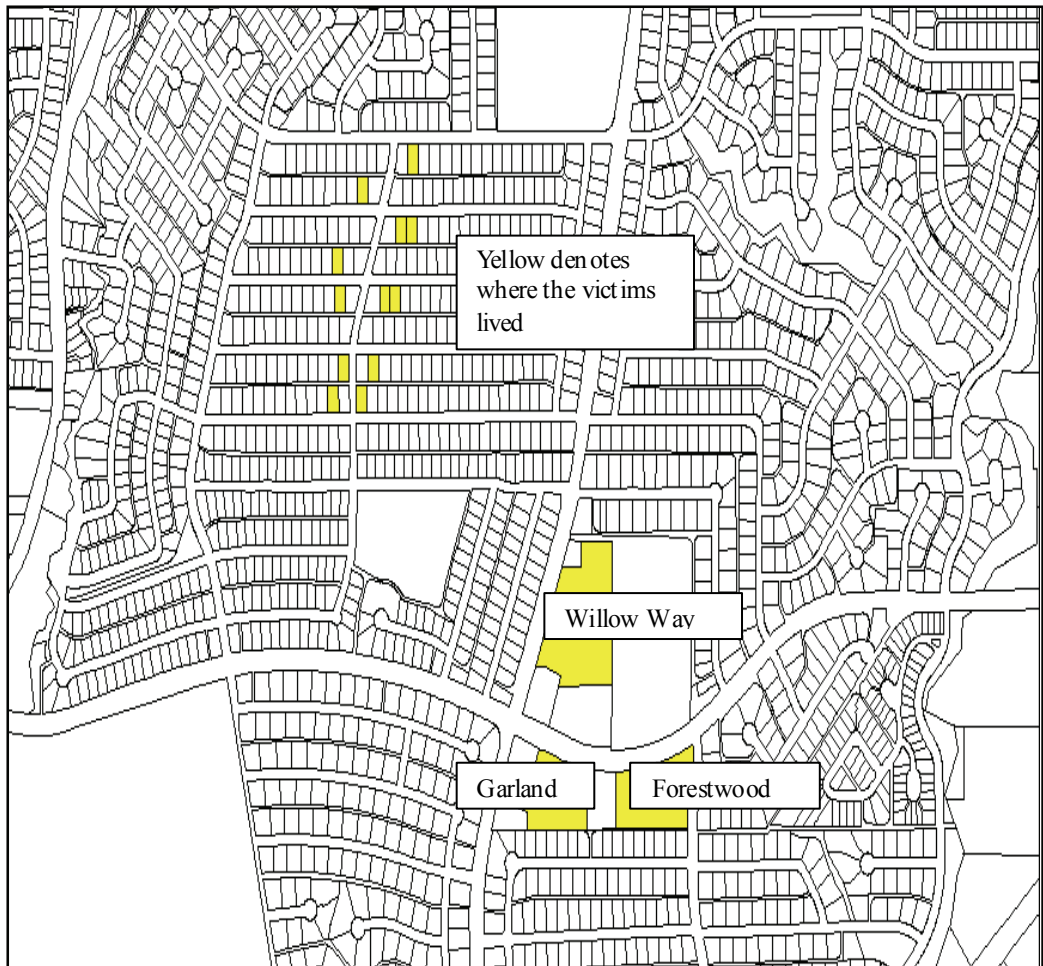 Yellow denotes
where the victims
lived
Willow Way
Garland
Forestwood